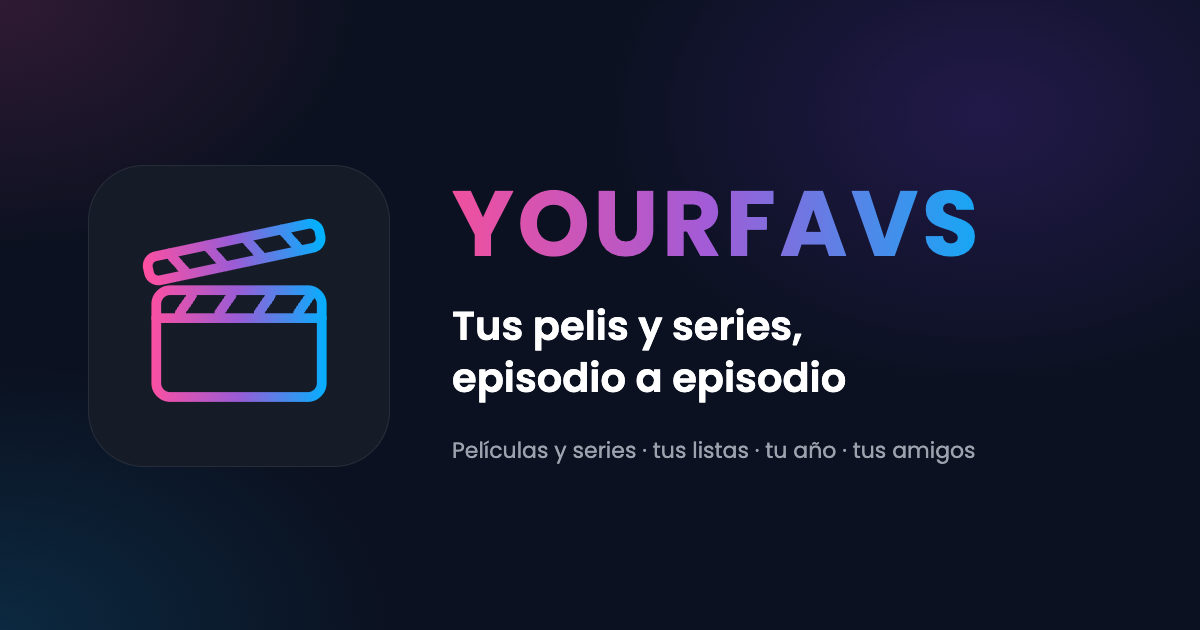 YOURFAVS
Tus pelis y series,
episodio a episodio
Películas y series · tus listas · tu año · tus amigos